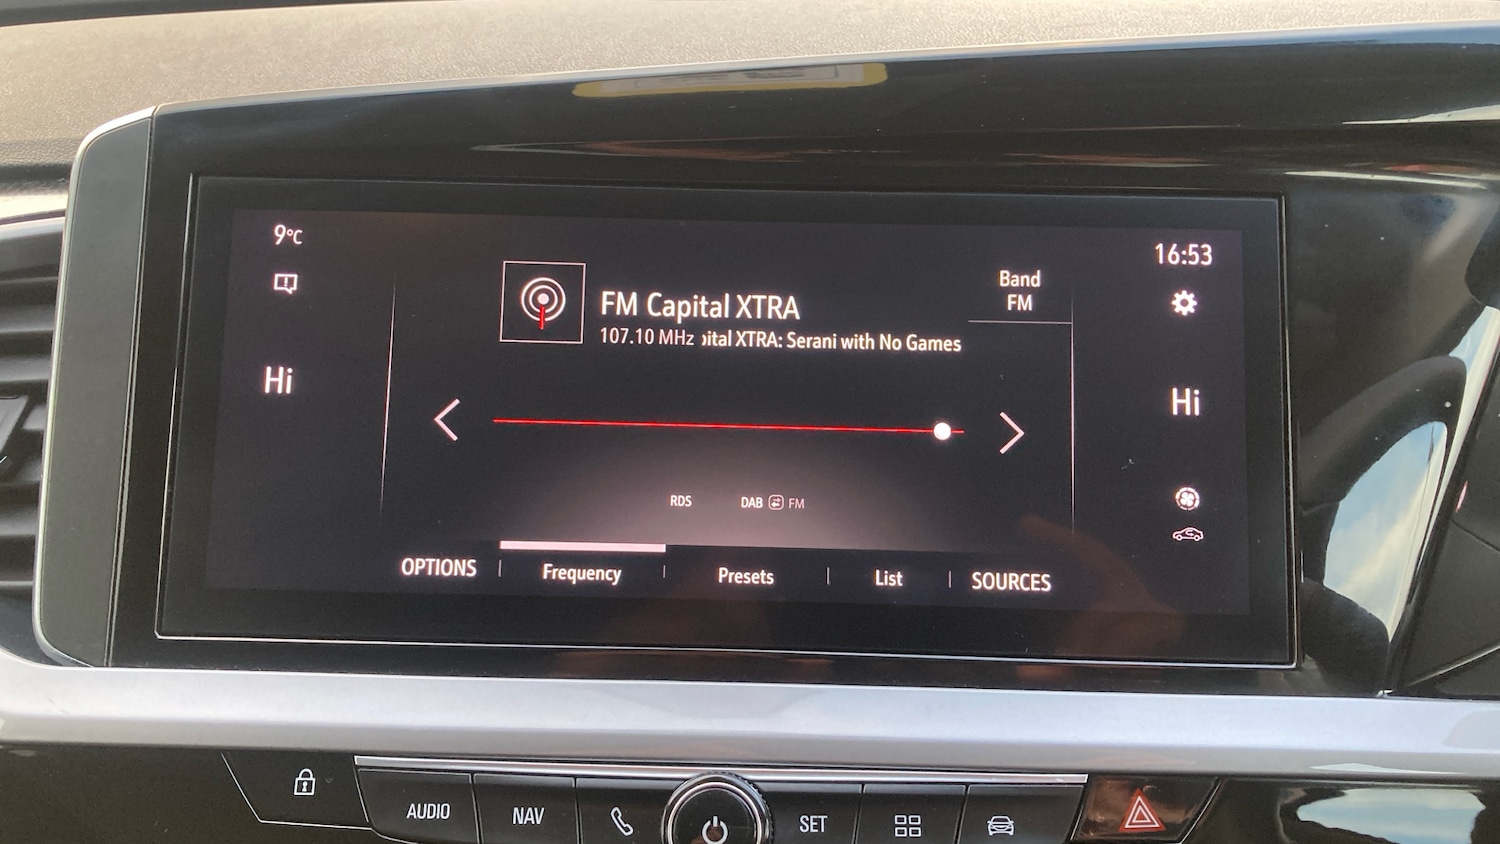 9°C
16:53
FM Capital XTRA
107.10 MHz pital XTRA: Serani with No Games
Band
FM
Hi
Hi
RDS
DAB FM
OPTIONS
Frequency
Presets
List
SOURCES
AUDIO
NAV
SET